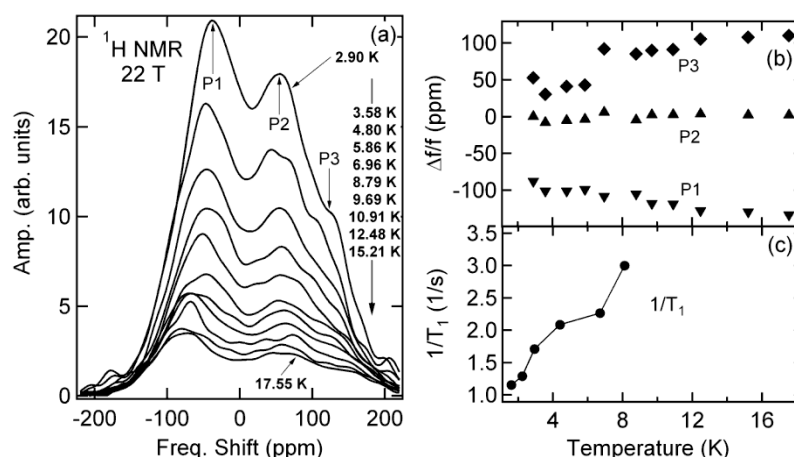 ¹H NMR
22 T
(a)
P1
P2
P3
2.90 K
3.58 K
4.80 K
5.86 K
6.96 K
8.79 K
9.69 K
10.91 K
12.48 K
15.21 K
17.55 K
Amp. (arb. units)
20
15
10
5
0
-200 -100 0 100 200
Freq. Shift (ppm)
(b)
Δf/f (ppm)
100
50
0
-50
-100
P3
P2
P1
(c)
1/T₁ (1/s)
3.5
3.0
2.5
2.0
1.5
1.0
1/T₁
4 8 12 16
Temperature (K)